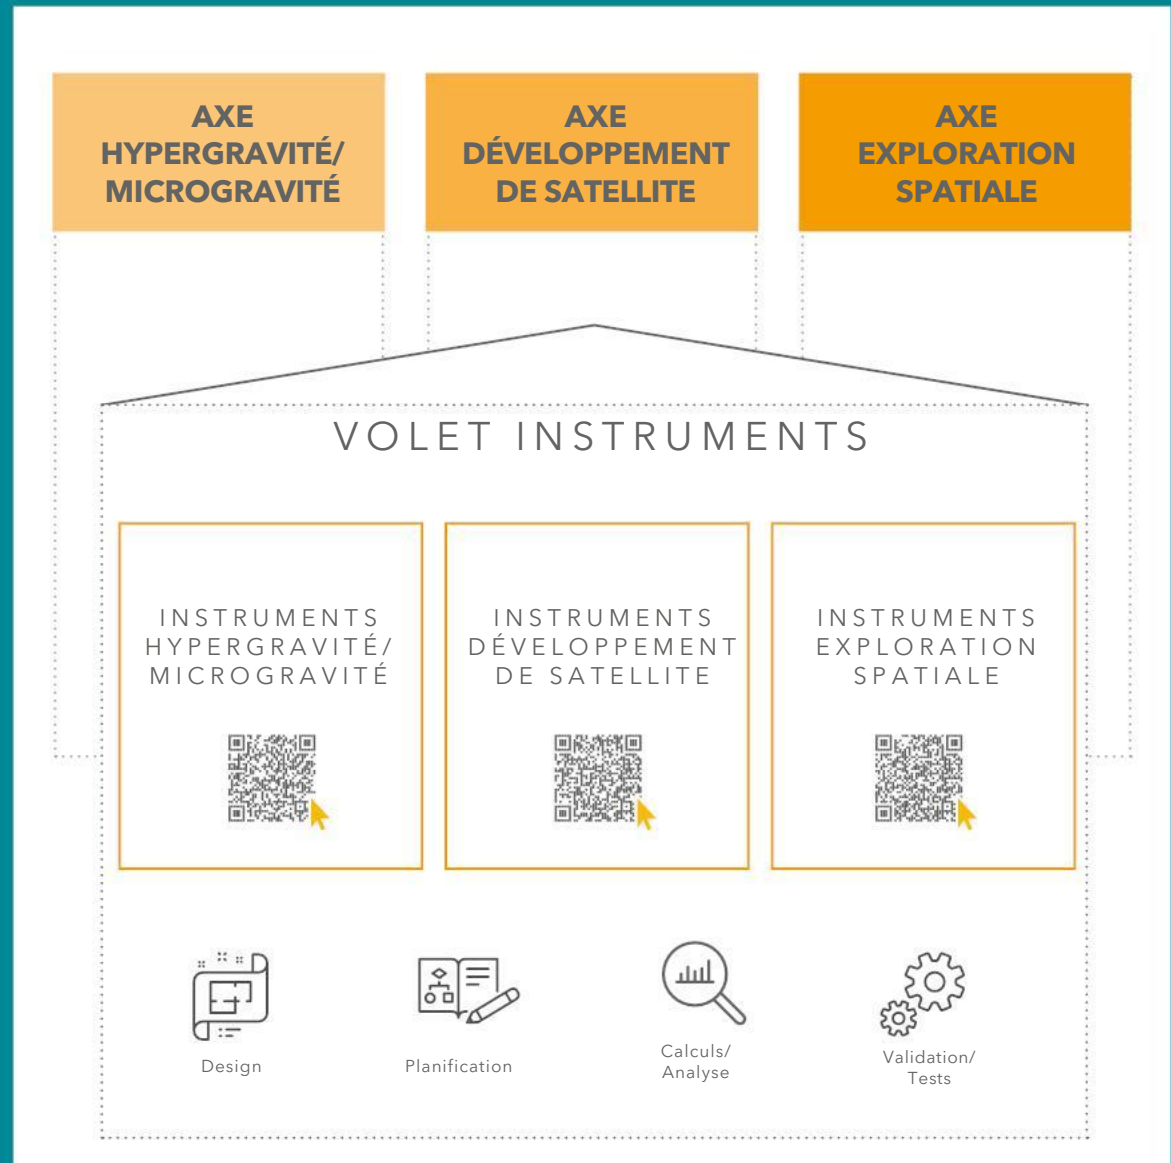 AXE
HYPERGRAVITÉ/
MICROGRAVITÉ
AXE
DÉVELOPPEMENT
DE SATELLITE
AXE
EXPLORATION
SPATIALE
VOLET INSTRUMENTS
INSTRUMENTS
HYPERGRAVITÉ/
MICROGRAVITÉ
INSTRUMENTS
DÉVELOPPEMENT
DE SATELLITE
INSTRUMENTS
EXPLORATION
SPATIALE
Design
Planification
Calculs/
Analyse
Validation/
Tests